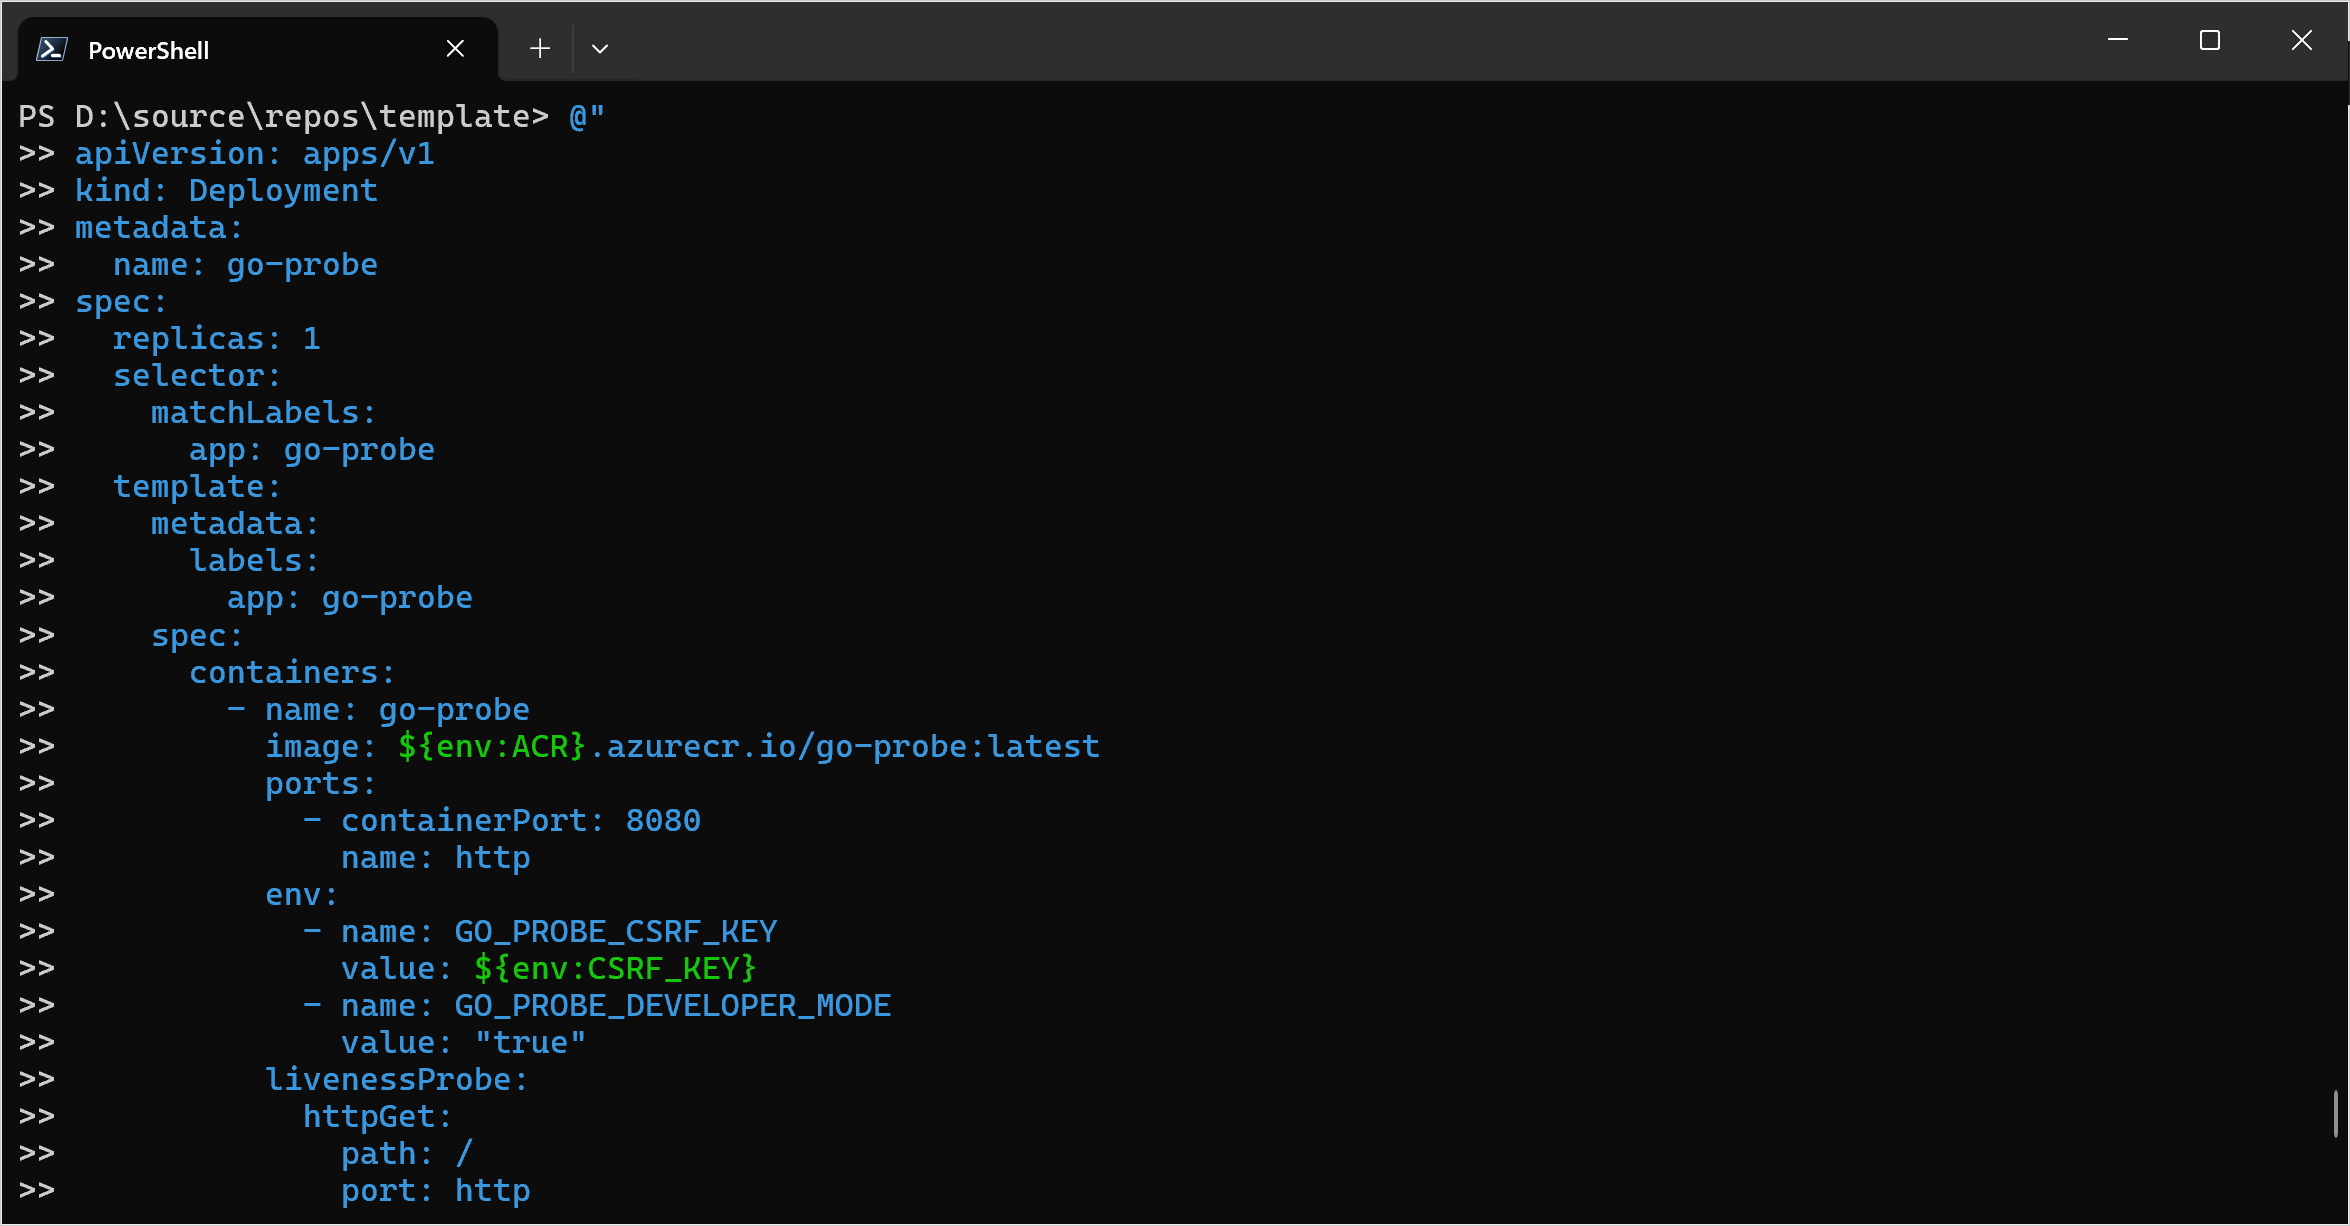 PowerShell
PS D:\source\repos\template> @"
>> apiVersion: apps/v1
>> kind: Deployment
>> metadata:
>>   name: go-probe
>> spec:
>>   replicas: 1
>>   selector:
>>     matchLabels:
>>       app: go-probe
>>   template:
>>     metadata:
>>       labels:
>>         app: go-probe
>>     spec:
>>       containers:
>>         - name: go-probe
>>           image: ${env:ACR}.azurecr.io/go-probe:latest
>>           ports:
>>             - containerPort: 8080
>>               name: http
>>           env:
>>             - name: GO_PROBE_CSRF_KEY
>>               value: ${env:CSRF_KEY}
>>             - name: GO_PROBE_DEVELOPER_MODE
>>               value: "true"
>>           livenessProbe:
>>             httpGet:
>>               path: /
>>               port: http